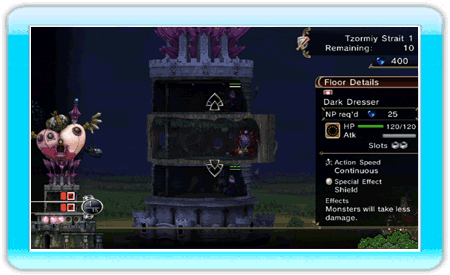 Tzormiy Strait 1
Remaining: 10
400
Floor Details
Dark Dresser
NP req'd 25
HP 120/120
Atk
Slots
Action Speed
Continuous
Special Effect
Shield
Effects
Monsters will take less
damage.